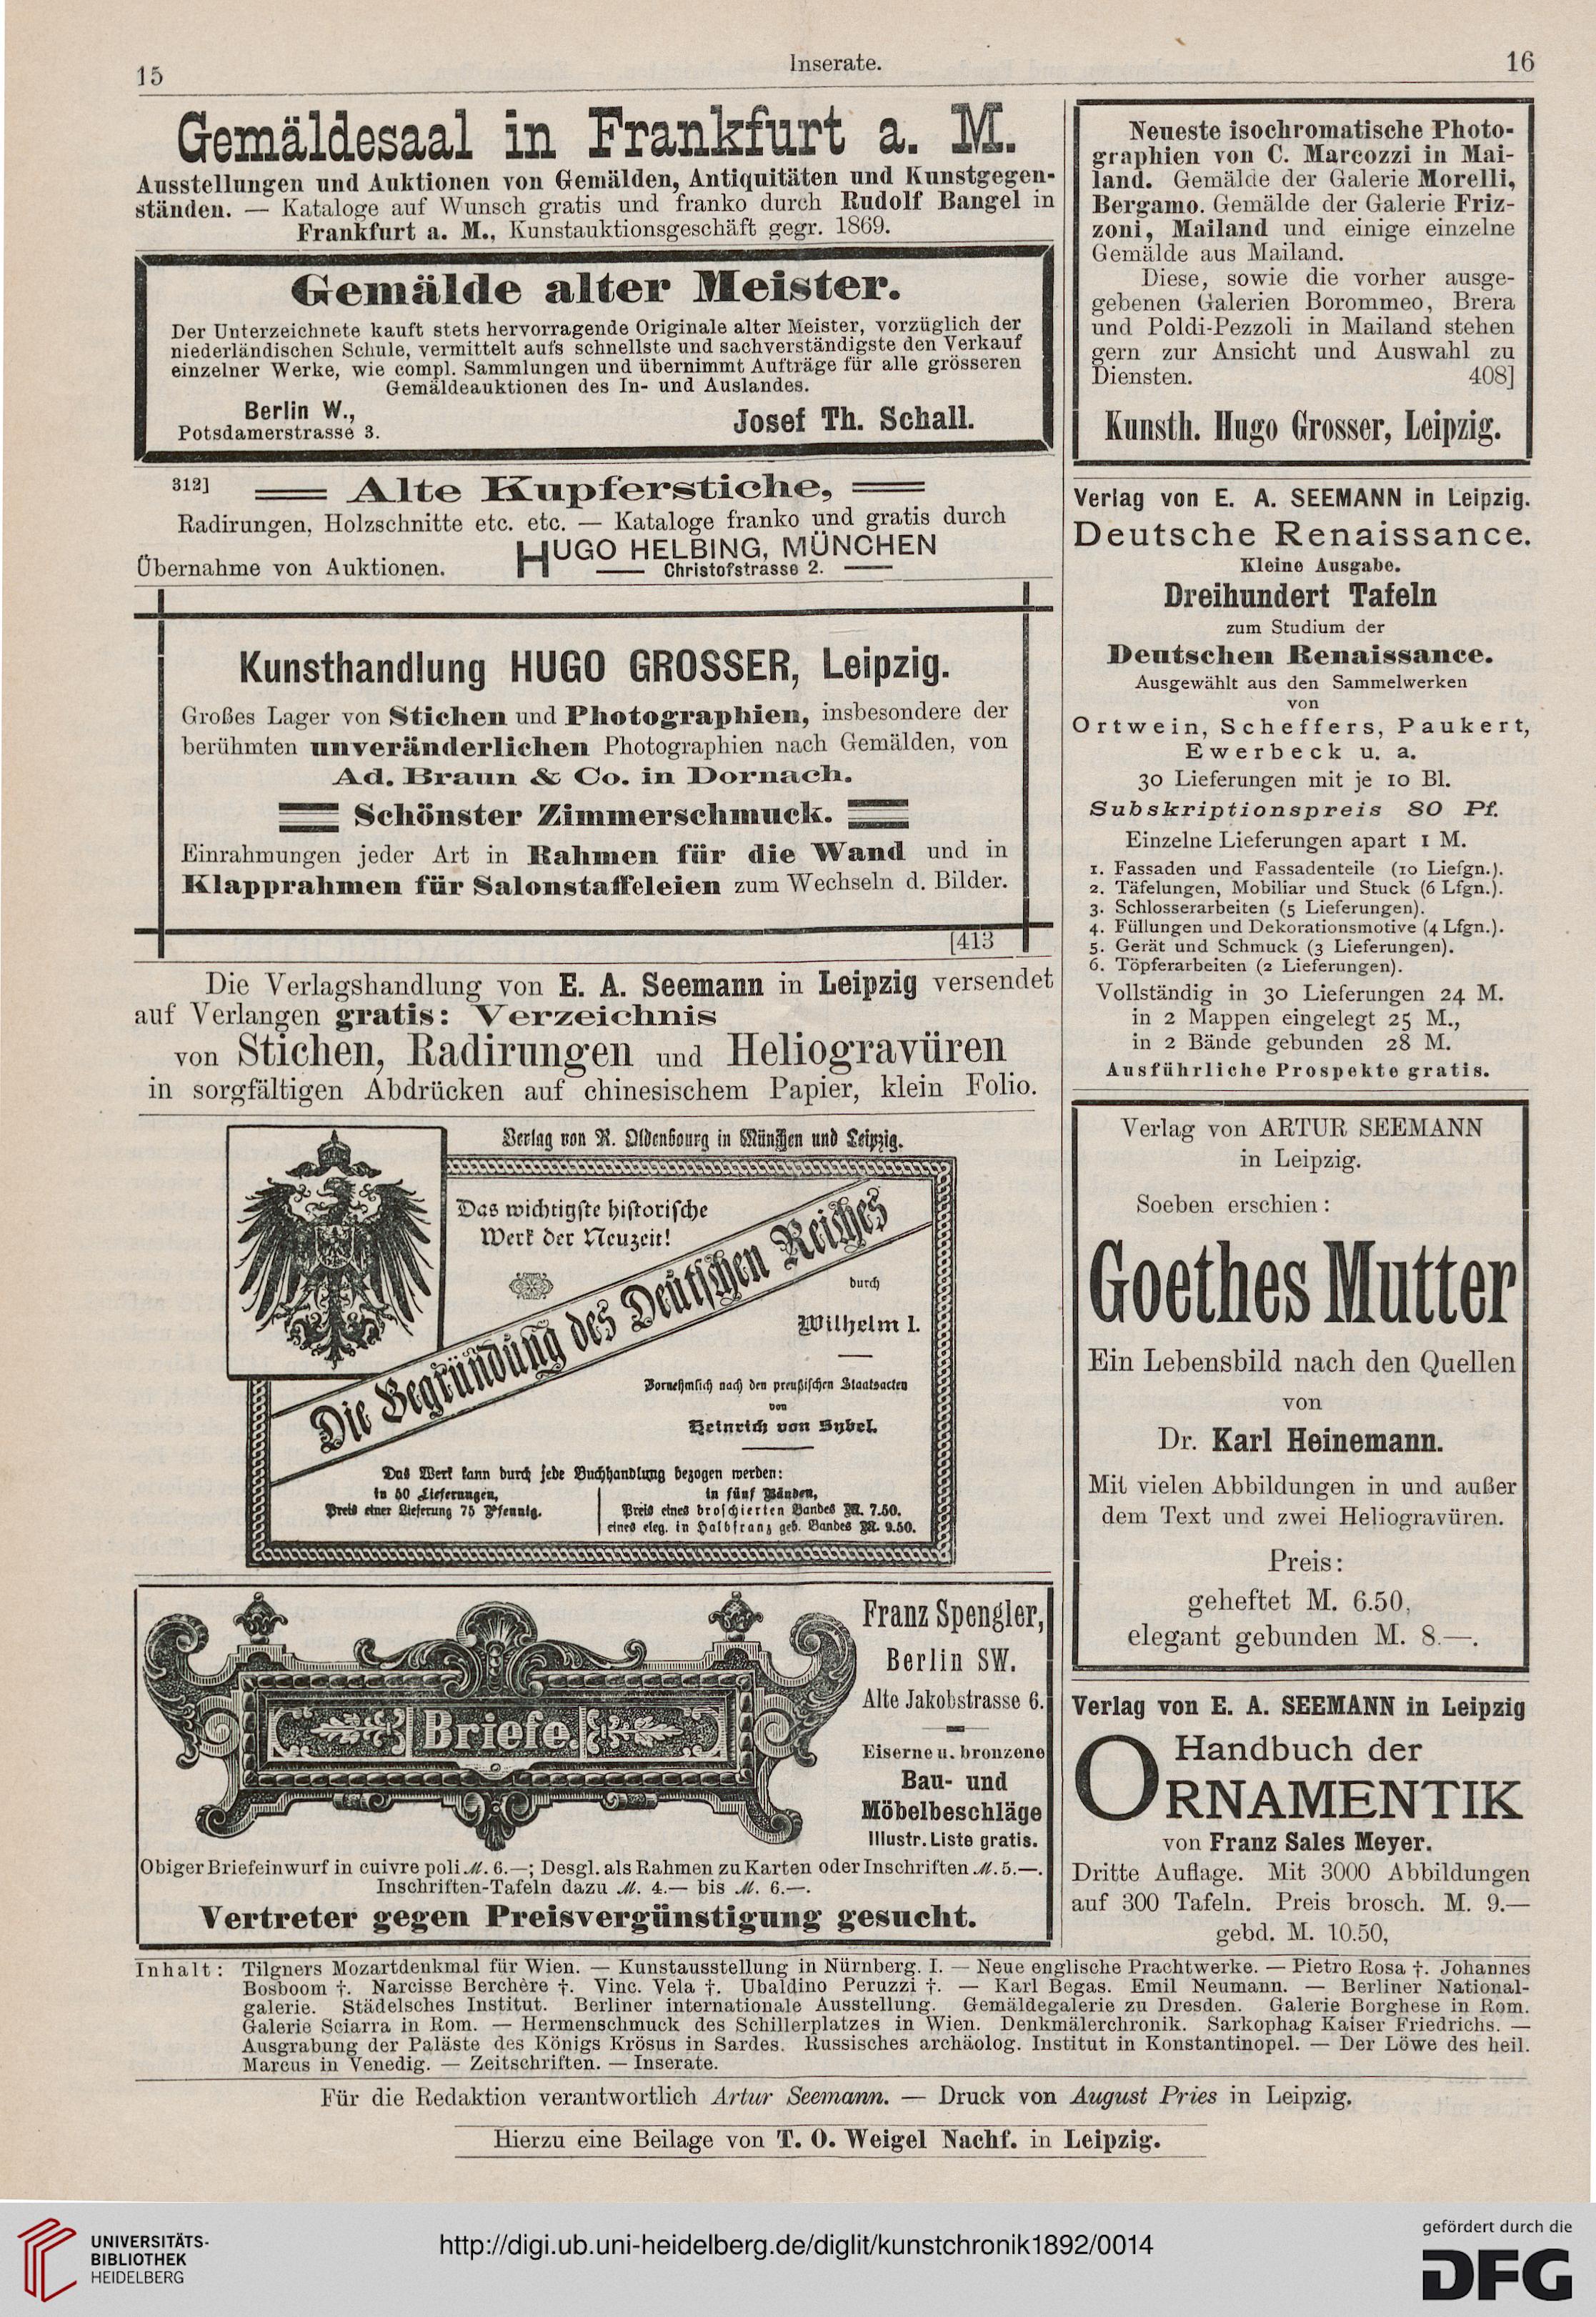 15
Inserate.
16
Gemäldesaal in Frankfurt a. M.
Ausstellungen und Auktionen von Gemälden, Antiquitäten und Kunstgegen-
ständen. — Kataloge auf Wunsch gratis und franko durch Rudolf Bangel in
Frankfurt a. M., Kunstauktionsgeschäft gegr. 1869.
Gemälde alter Meister.
Der Unterzeichnete kauft stets hervorragende Originale alter Meister, vorzüglich der
niederländischen Schule, vermittelt aufs schnellste und sachverständigste den Verkauf
einzelner Werke, wie compl. Sammlungen und übernimmt Aufträge für alle grösseren
Gemäldeauktionen des In- und Auslandes.
Berlin W.,
Potsdamerstrasse 3.
Josef Th. Schall.
312]
Alte Kupferstiche,
Radirungen, Holzschnitte etc. etc. — Kataloge franko und gratis durch
HUGO HELBING, MÜNCHEN
Übernahme von Auktionen.
Christofstrasse 2.
Kunsthandlung HUGO GROSSER, Leipzig.
Großes Lager von Stichen und Photographien, insbesondere der
berühmten unveränderlichen Photographien nach Gemälden, von
Ad. Braun & Co. in Dornach.
Schönster Zimmerschmuck.
Einrahmungen jeder Art in Rahmen für die Wand und in
Klapprahmen für Salonstaffeleien zum Wechseln d. Bilder.
[413
Die Verlagshandlung von E. A. Seemann in Leipzig versendet
auf Verlangen gratis: Verzeichnis
von Stichen, Radirungen und Heliogravüren
in sorgfältigen Abdrücken auf chinesischem Papier, klein Folio.
Verlag von R. Oldenbourg in München und Leipzig.
Das wichtigste historische
Werk der Neuzeit!
Die Begründung des Deutschen Reiches
durch
Wilhelm I.
Vornehmlich nach den preußischen Staatsacten
von
Heinrich von Sybel.
Das Werk kann durch jede Buchhandlung bezogen werden:
in 50 Lieferungen,
Preis einer Lieferung 75 Pfennig.
in fünf Bänden,
Preis eines broschierten Bandes M. 7.50.
eines eleg. in Halbfranz geb. Bandes M. 9.50.
Briefe.
Franz Spengler,
Berlin SW.
Alte Jakobstrasse 6.
Eiserne u. bronzene
Bau- und
Möbelbeschläge
Illustr. Liste gratis.
Obiger Briefeinwurf in cuivre poli M. 6.—; Desgl. als Rahmen zu Karten oder Inschriften M. 5.—.
Inschriften-Tafeln dazu M. 4.— bis M. 6.—.
Vertreter gegen Preisvergünstigung gesucht.
Neueste isochromatische Photo-
graphien von C. Marcozzi in Mai-
land. Gemälde der Galerie Morelli,
Bergamo. Gemälde der Galerie Friz-
zoni, Mailand und einige einzelne
Gemälde aus Mailand.
Diese, sowie die vorher ausge-
gebenen Galerien Borommeo, Brera
und Poldi-Pezzoli in Mailand stehen
gern zur Ansicht und Auswahl zu
Diensten. 408]
Kunsth. Hugo Grosser, Leipzig.
Verlag von E. A. SEEMANN in Leipzig.
Deutsche Renaissance.
Kleine Ausgabe.
Dreihundert Tafeln
zum Studium der
Deutschen Renaissance.
Ausgewählt aus den Sammelwerken
von
Ortwein, Scheffers, Paukert,
Ewerbeck u. a.
30 Lieferungen mit je 10 Bl.
Subskriptionspreis 80 Pf.
Einzelne Lieferungen apart 1 M.
1. Fassaden und Fassadenteile (10 Liefgn.).
2. Täfelungen, Mobiliar und Stuck (6 Lfgn.).
3. Schlosserarbeiten (5 Lieferungen).
4. Füllungen und Dekorationsmotive (4 Lfgn.).
5. Gerät und Schmuck (3 Lieferungen).
6. Töpferarbeiten (2 Lieferungen).
Vollständig in 30 Lieferungen 24 M.
in 2 Mappen eingelegt 25 M.,
in 2 Bände gebunden 28 M.
Ausführliche Prospekte gratis.
Verlag von ARTUR SEEMANN
in Leipzig.
Soeben erschien:
Goethes Mutter
Ein Lebensbild nach den Quellen
von
Dr. Karl Heinemann.
Mit vielen Abbildungen in und außer
dem Text und zwei Heliogravüren.
Preis:
geheftet M. 6.50,
elegant gebunden M. 8.—.
Verlag von E. A. SEEMANN in Leipzig
Handbuch der
ORNAMENTIK
von Franz Sales Meyer.
Dritte Auflage. Mit 3000 Abbildungen
auf 300 Tafeln. Preis brosch. M. 9.—
gebd. M. 10.50,
Inhalt: Tilgners Mozartdenkmal für Wien. — Kunstausstellung in Nürnberg. I. — Neue englische Prachtwerke. — Pietro Rosa †. Johannes
Bosboom †. Narcisse Berchère †. Vinc. Vela †. Ubaldino Peruzzi †. — Karl Begas. Emil Neumann. — Berliner National-
galerie. Städelsches Institut. Berliner internationale Ausstellung. Gemäldegalerie zu Dresden. Galerie Borghese in Rom.
Galerie Sciarra in Rom. — Hermenschmuck des Schillerplatzes in Wien. Denkmälerchronik. Sarkophag Kaiser Friedrichs. —
Ausgrabung der Paläste des Königs Krösus in Sardes. Russisches archäolog. Institut in Konstantinopel. — Der Löwe des heil.
Marcus in Venedig. — Zeitschriften. — Inserate.
Für die Redaktion verantwortlich Artur Seemann. — Druck von August Pries in Leipzig.
Hierzu eine Beilage von T. O. Weigel Nachf. in Leipzig.
UNIVERSITÄTS-
BIBLIOTHEK
HEIDELBERG
http://digi.ub.uni-heidelberg.de/diglit/kunstchronik1892/0014
gefördert durch die
DFG